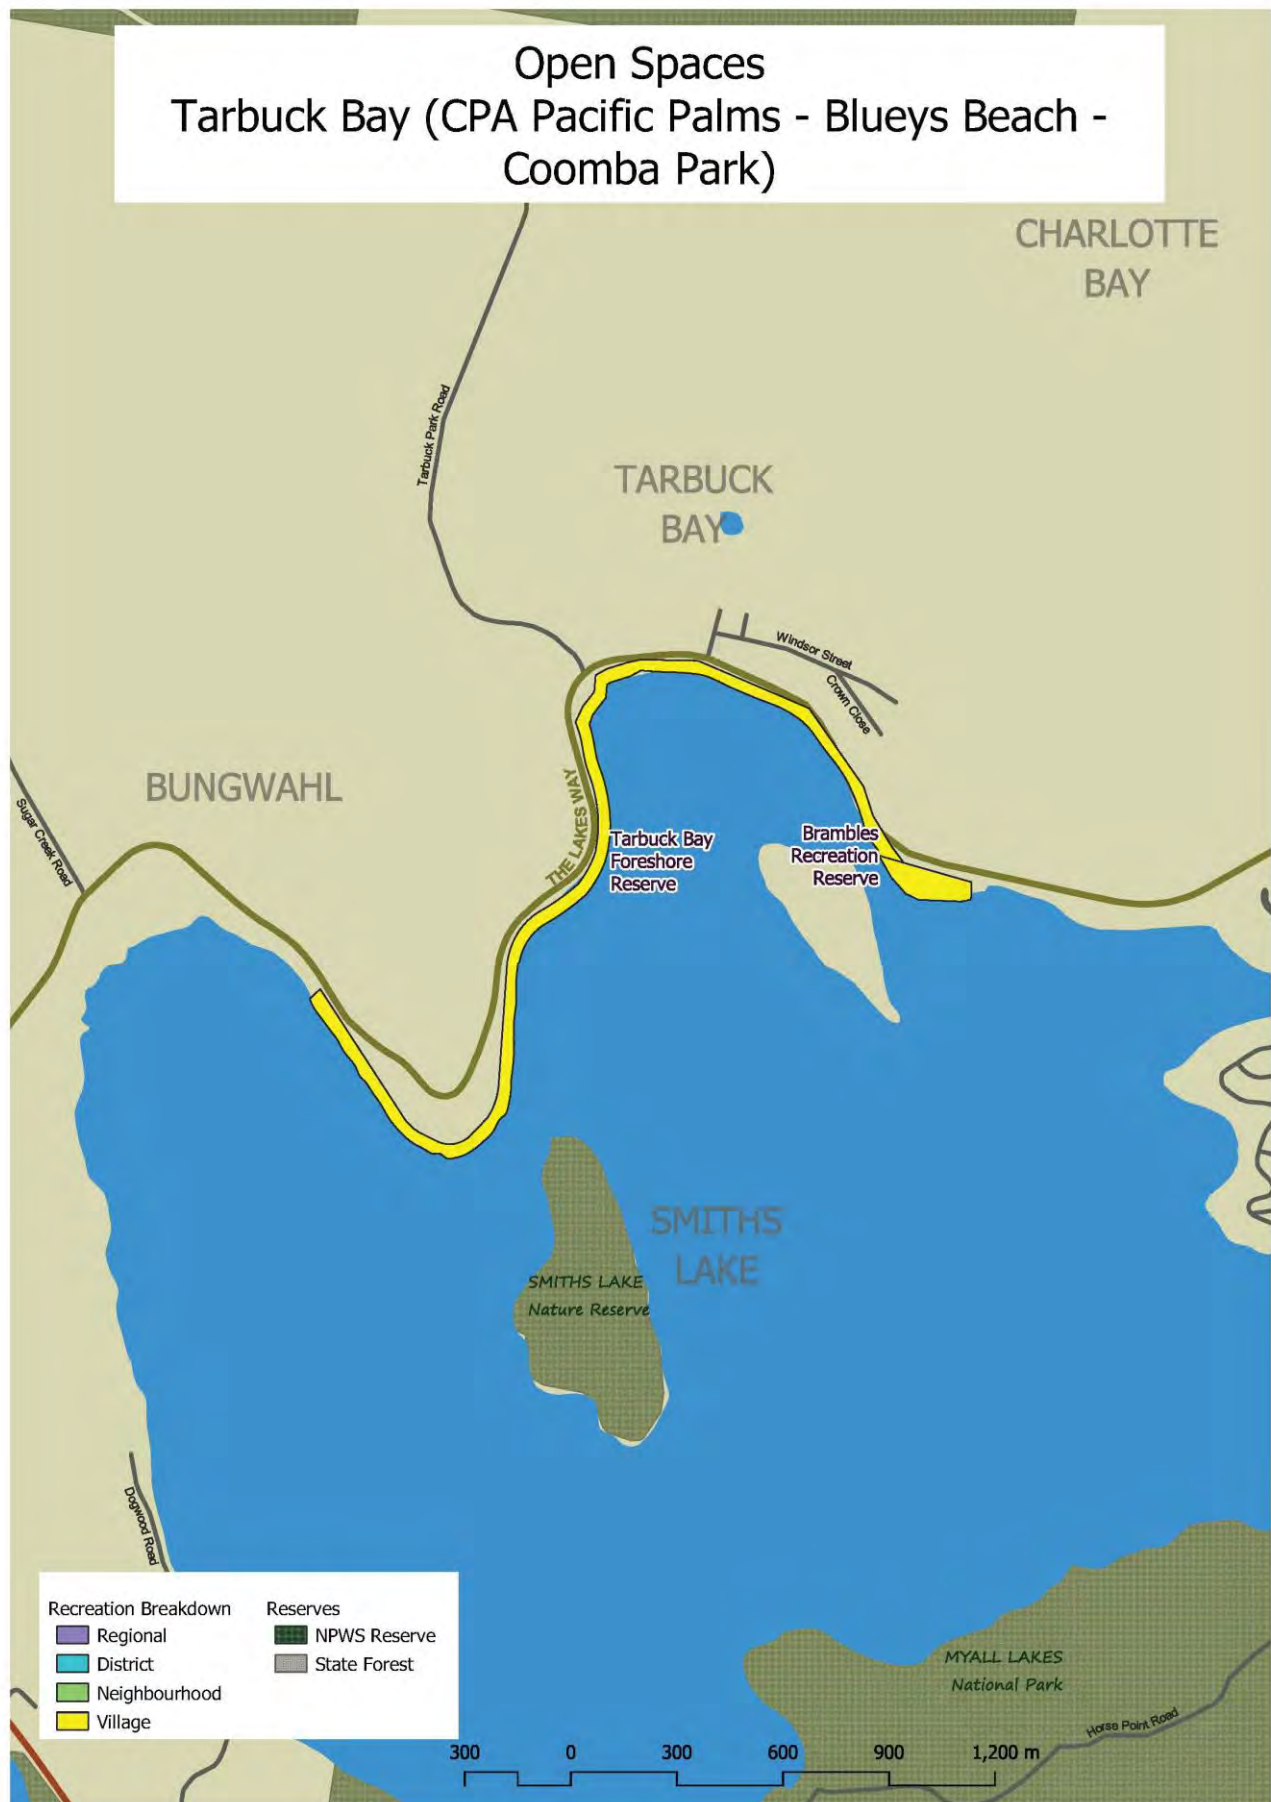 Open Spaces
Tarbuck Bay (CPA Pacific Palms - Blueys Beach -
Coomba Park)
CHARLOTTE
BAY
Tarbuck Park Road
TARBUCK
BAY
Windsor Street
Crown Close
BUNGWAHL
Sugar Creek Road
THE LAKES WAY
Tarbuck Bay
Foreshore
Reserve
Brambles
Recreation
Reserve
SMITHS
LAKE
SMITHS LAKE
Nature Reserve
Dogwood Road
Recreation Breakdown
Regional
District
Neighbourhood
Village
Reserves
NPWS Reserve
State Forest
MYALL LAKES
National Park
Horse Point Road
300 0 300 600 900 1,200 m